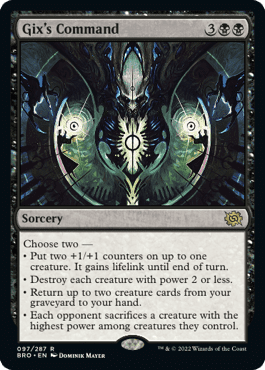 Gix's Command 3
Sorcery
Choose two —
• Put two +1/+1 counters on up to one
creature. It gains lifelink until end of turn.
• Destroy each creature with power 2 or less.
• Return up to two creature cards from your
graveyard to your hand.
• Each opponent sacrifices a creature with the
highest power among creatures they control.
097/287 R
BRO • EN DOMINIK MAYER ™ & © 2022 Wizards of the Coast